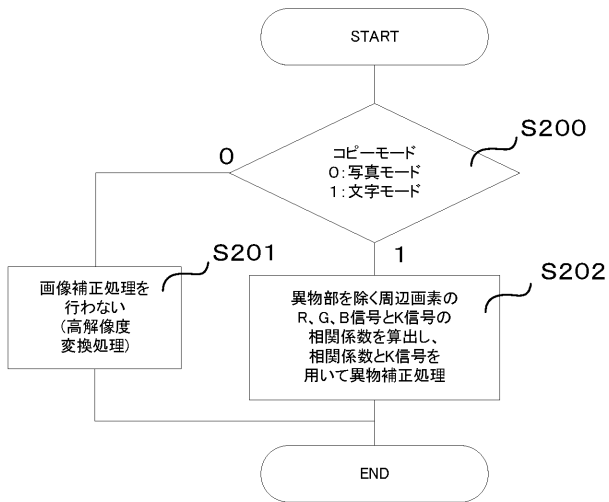 START
S200
コピーモード
0:写真モード
1:文字モード
0
1
S201
画像補正処理を
行わない
(高解像度
変換処理)
S202
異物部を除く周辺画素の
R、G、B信号とK信号の
相関係数を算出し、
相関係数とK信号を
用いて異物補正処理
END